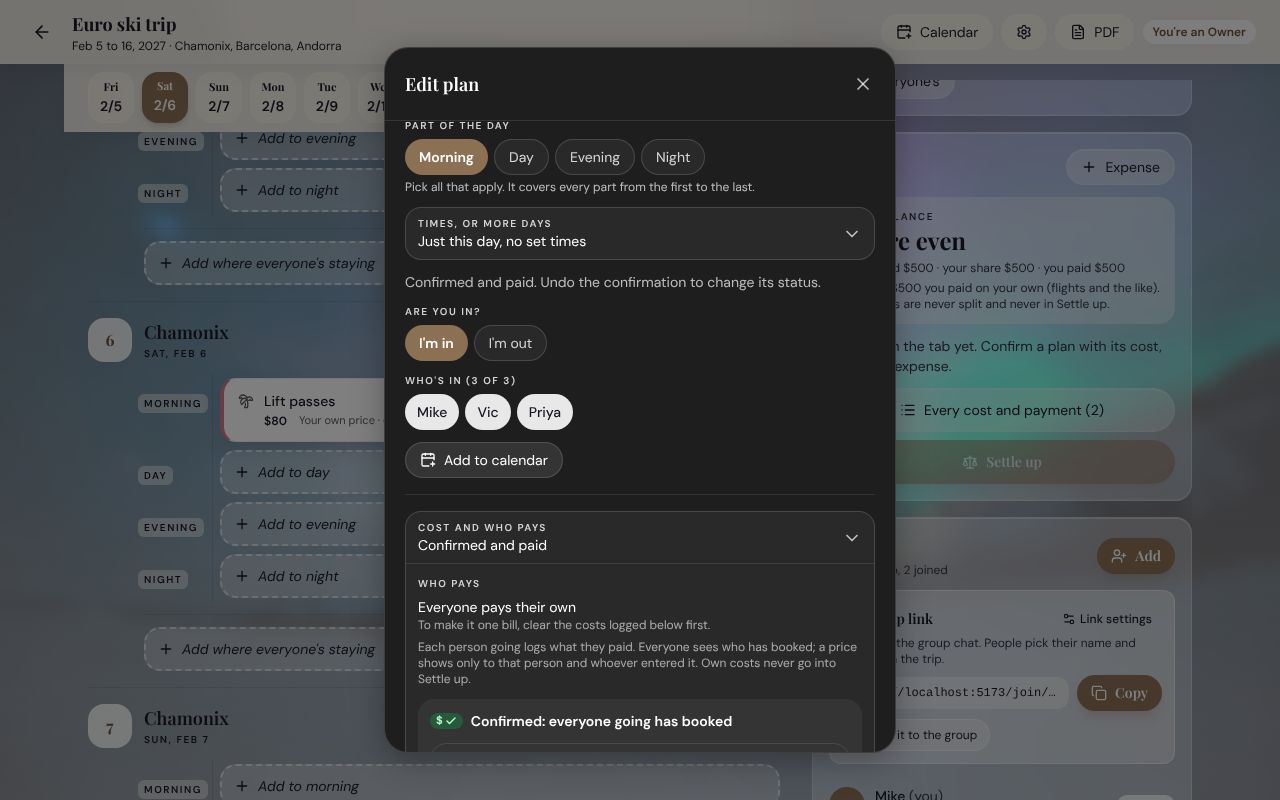 Euro ski trip
Feb 5 to 16, 2027 · Chamonix, Barcelona, Andorra
Calendar
PDF
You're an Owner
Fri
2/5
Sat
2/6
Sun
2/7
Mon
2/8
Tue
2/9
EVENING
Add to evening
NIGHT
Add to night
Add where everyone's staying
6
Chamonix
SAT, FEB 6
MORNING
Lift passes
$80 Your own price ·
DAY
Add to day
EVENING
Add to evening
NIGHT
Add to night
Add where everyone's staying
7
Chamonix
SUN, FEB 7
MORNING
Add to morning
Edit plan
PART OF THE DAY
Morning
Day
Evening
Night
Pick all that apply. It covers every part from the first to the last.
TIMES, OR MORE DAYS
Just this day, no set times
Confirmed and paid. Undo the confirmation to change its status.
ARE YOU IN?
I'm in
I'm out
WHO'S IN (3 OF 3)
Mike
Vic
Priya
Add to calendar
COST AND WHO PAYS
Confirmed and paid
WHO PAYS
Everyone pays their own
To make it one bill, clear the costs logged below first.
Each person going logs what they paid. Everyone sees who has booked; a price
shows only to that person and whoever entered it. Own costs never go into
Settle up.
$
Confirmed: everyone going has booked
Expense
even
$500 · your share $500 · you paid $500
$500 you paid on your own (flights and the like).
are never split and never in Settle up.
the tab yet. Confirm a plan with its cost,
expense.
Every cost and payment (2)
Settle up
2 joined
Add
link
Link settings
the group chat. People pick their name and
the trip.
/localhost:5173/join/…
Copy
it to the group
Mike (you)